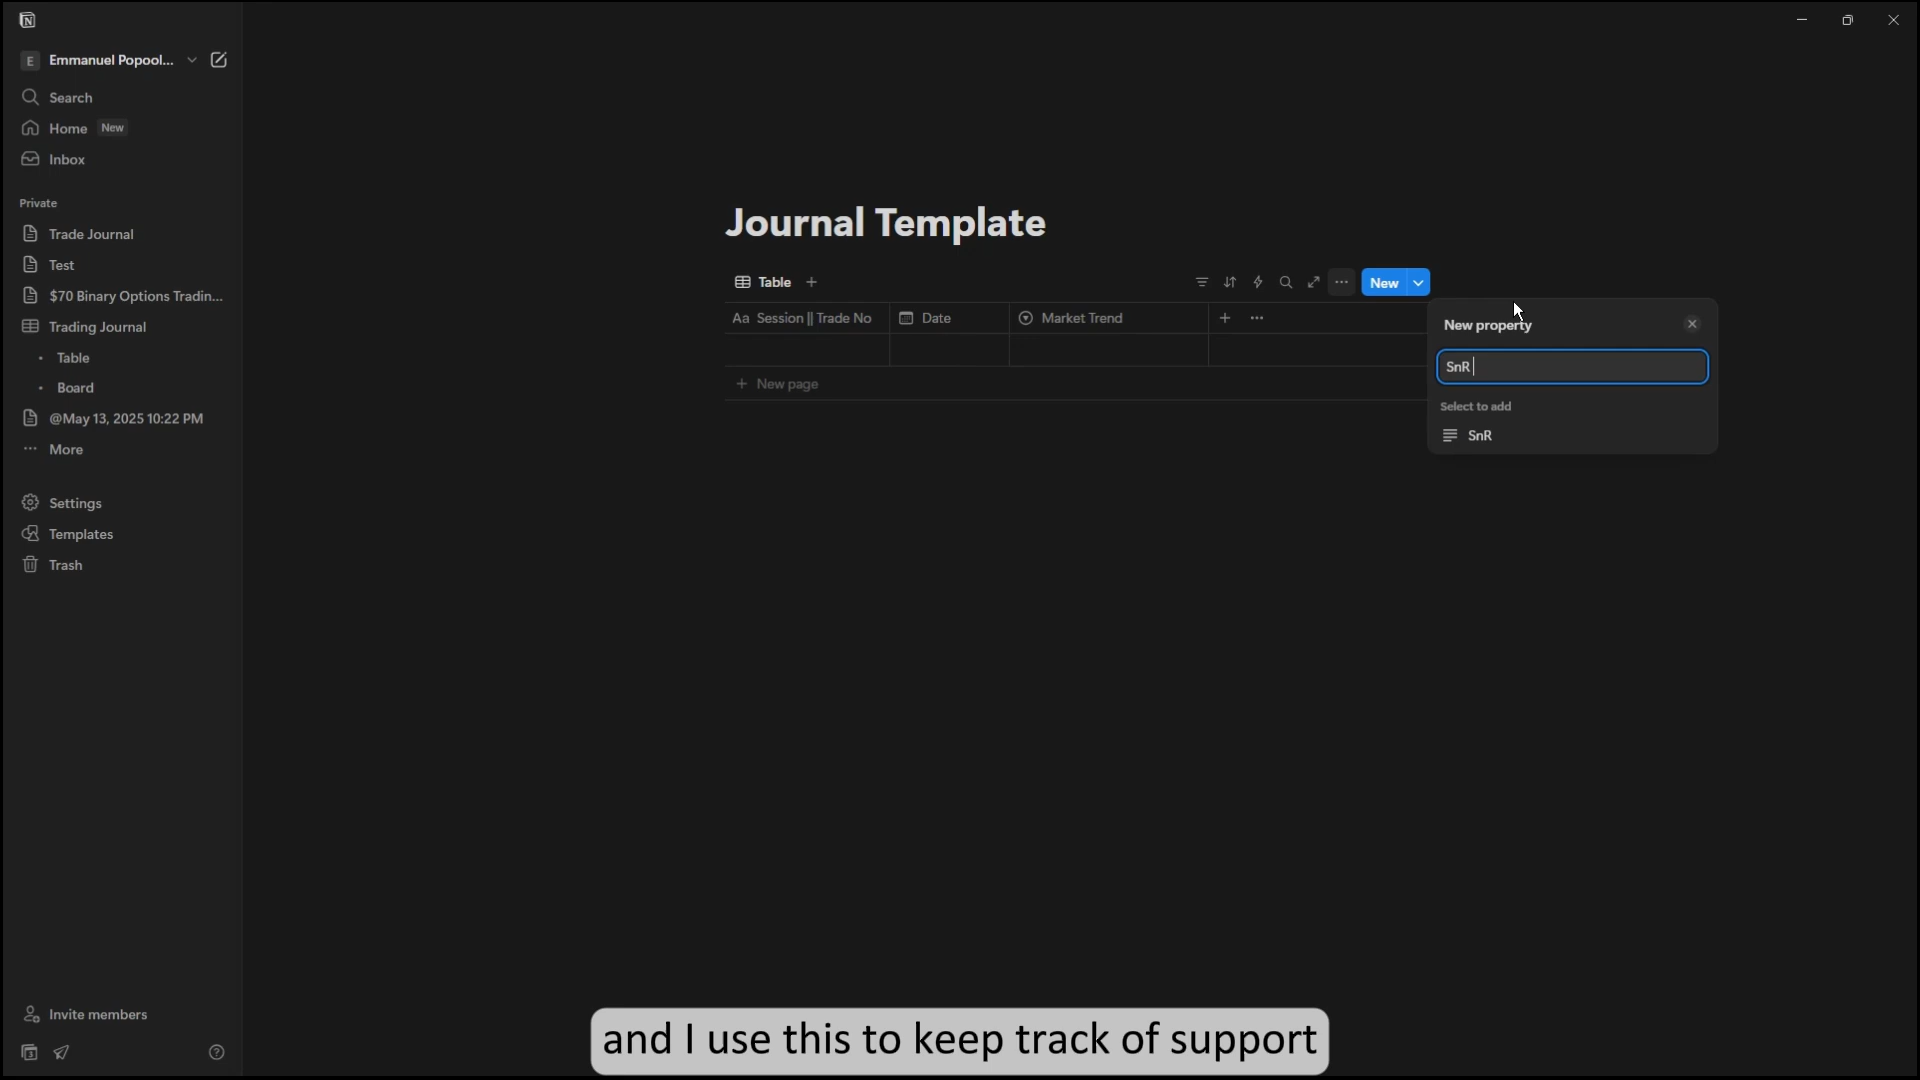 Emmanuel Popool...
Search
Home New
Inbox
Private
Trade Journal
Test
$70 Binary Options Tradin...
Trading Journal
Table
Board
@May 13, 2025 10:22 PM
More
Settings
Templates
Trash
Invite members
Journal Template
Table
New
Aa Session || Trade No Date Market Trend
New page
New property
SnR
Select to add
SnR
and I use this to keep track of support